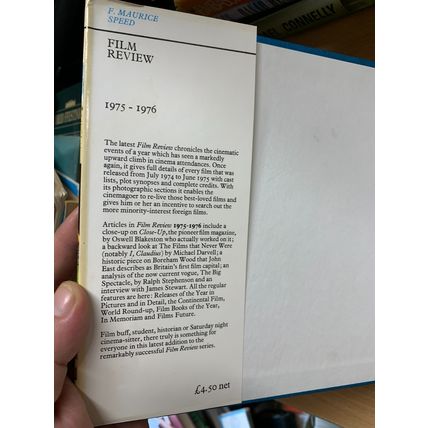 F. MAURICE
SPEED
FILM
REVIEW
1975 - 1976
The latest Film Review chronicles the cinematic
events of a year which has seen a markedly
upward climb in cinema attendances. Once
again, it gives full details of every film that was
released from July 1974 to June 1975 with cast
lists, plot synopses and complete credits. With
its photographic sections it enables the
cinemagoer to re-live those best-loved films and
gives him or her an incentive to search out the
more minority-interest foreign films.
Articles in Film Review 1975-1976 include a
close-up on Close-Up, the pioneer film magazine,
by Oswell Blakeston who actually worked on it;
a backward look at The Films that Never Were
(notably I, Claudius) by Michael Darvell; a
historic piece on Boreham Wood that John
East describes as Britain's first film capital; an
analysis of the now current vogue, The Big
Spectacle, by Ralph Stephenson and an
interview with James Stewart. All the regular
features are here: Releases of the Year in
Pictures and in Detail, the Continental Film,
World Round-up, Film Books of the Year,
In Memoriam and Films Future.
Film buff, student, historian or Saturday night
cinema-sitter, there truly is something for
everyone in this latest addition to the
remarkably successful Film Review series.
£4.50 net
EL CONNELLY